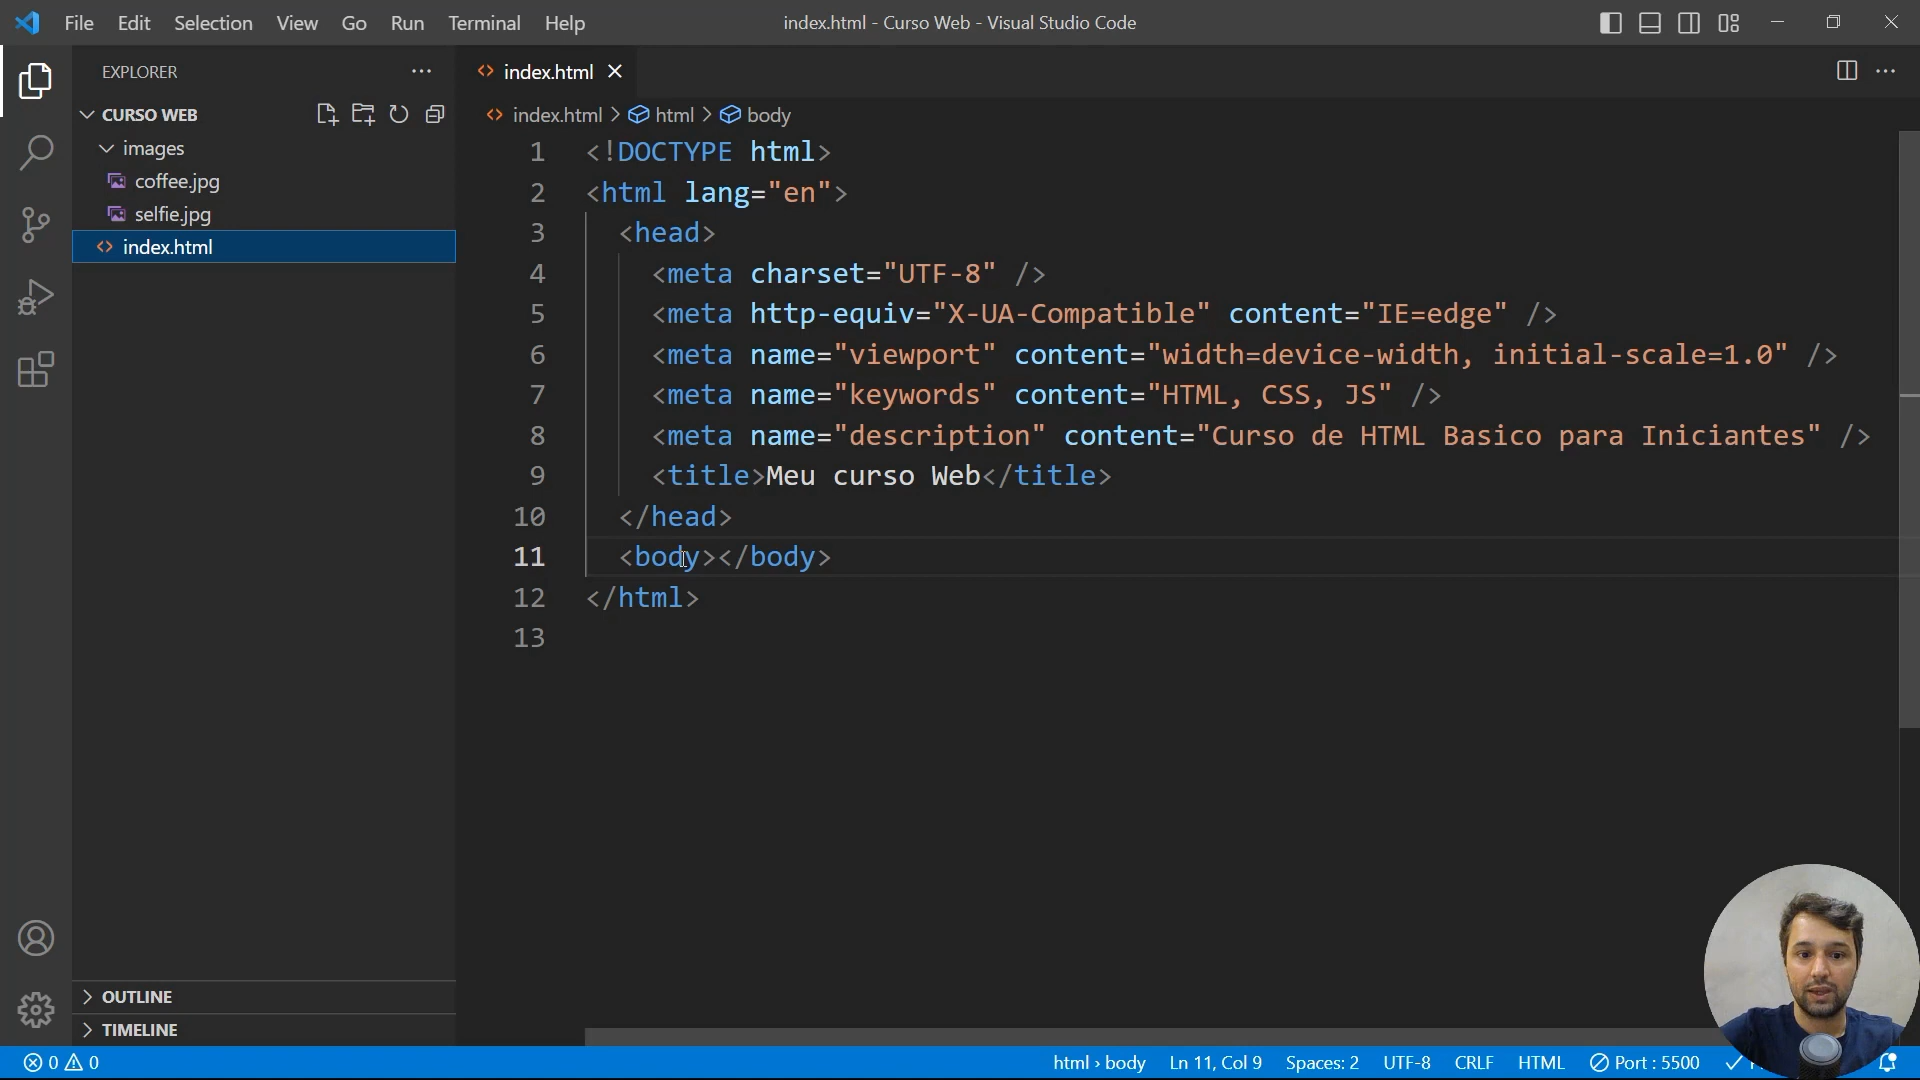 File Edit Selection View Go Run Terminal Help
index.html - Curso Web - Visual Studio Code
EXPLORER
index.html
CURSO WEB
index.html > html > body
images
coffee.jpg
selfie.jpg
index.html
1 <!DOCTYPE html>
2 <html lang="en">
3 <head>
4 <meta charset="UTF-8" />
5 <meta http-equiv="X-UA-Compatible" content="IE=edge" />
6 <meta name="viewport" content="width=device-width, initial-scale=1.0" />
7 <meta name="keywords" content="HTML, CSS, JS" />
8 <meta name="description" content="Curso de HTML Basico para Iniciantes" />
9 <title>Meu curso Web</title>
10 </head>
11 <body></body>
12 </html>
13
OUTLINE
TIMELINE
0 0
html › body Ln 11, Col 9 Spaces: 2 UTF-8 CRLF HTML Port : 5500